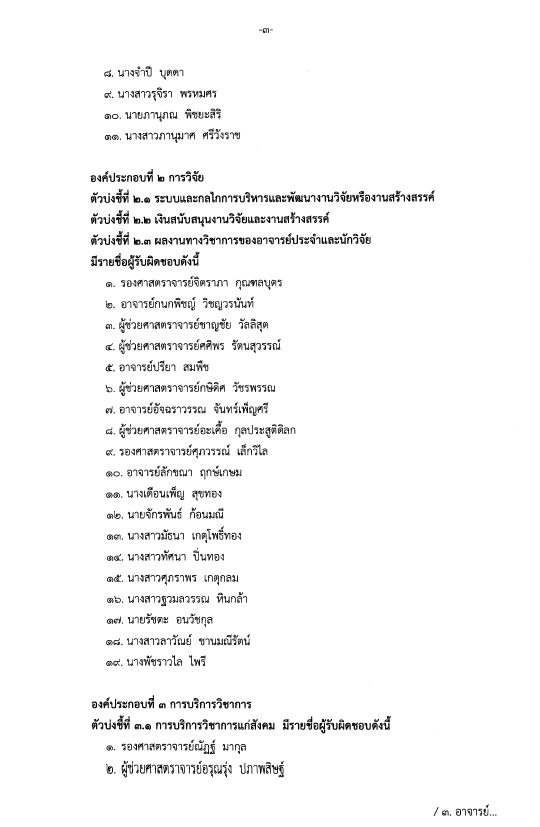 -๓-
๘. นางจำปี บุดดา
๙. นางสาวรุจิรา พรหมศร
๑๐. นายภานุภณ พิชยะสิริ
๑๑. นางสาวภานุมาศ ศรีวังราช
องค์ประกอบที่ ๒ การวิจัย
ตัวบ่งชี้ที่ ๒.๑ ระบบและกลไกการบริหารและพัฒนางานวิจัยหรืองานสร้างสรรค์
ตัวบ่งชี้ที่ ๒.๒ เงินสนับสนุนงานวิจัยและงานสร้างสรรค์
ตัวบ่งชี้ที่ ๒.๓ ผลงานทางวิชาการของอาจารย์ประจำและนักวิจัย
มีรายชื่อผู้รับผิดชอบดังนี้
๑. รองศาสตราจารย์จิตราภา กุณฑลบุตร
๒. อาจารย์กนกพิชญ์ วิชญวรนันท์
๓. ผู้ช่วยศาสตราจารย์ชาญชัย วัลลิสุต
๔. ผู้ช่วยศาสตราจารย์ศศิพร รัตนสุวรรณ์
๕. อาจารย์ปรียา สมพืช
๖. ผู้ช่วยศาสตราจารย์กษิดิศ วัชรพรรณ
๗. อาจารย์อัจฉราวรรณ จันทร์เพ็ญศรี
๘. ผู้ช่วยศาสตราจารย์อะเคื้อ กุลประสูติดิลก
๙. รองศาสตราจารย์ศุภวรรณ์ เล็กวิไล
๑๐. อาจารย์ลักขณา ฤกษ์เกษม
๑๑. นางเดือนเพ็ญ สุขทอง
๑๒. นายจักรพันธ์ ก้อนมณี
๑๓. นางสาวมัธนา เกตุโพธิ์ทอง
๑๔. นางสาวทัศนา ปิ่นทอง
๑๕. นางสาวศุภราพร เกตุกลม
๑๖. นางสาวฐวมลวรรณ หินกล้า
๑๗. นายรัชตะ อนวัชกุล
๑๘. นางสาวลาวัณย์ ชานมณีรัตน์
๑๙. นางพัชราวไล ไพรี
องค์ประกอบที่ ๓ การบริการวิชาการ
ตัวบ่งชี้ที่ ๓.๑ การบริการวิชาการแก่สังคม มีรายชื่อผู้รับผิดชอบดังนี้
๑. รองศาสตราจารย์ณัฏฐ์ มากุล
๒. ผู้ช่วยศาสตราจารย์อรุณรุ่ง ปภาพสิษฐ์
/ ๓. อาจารย์...